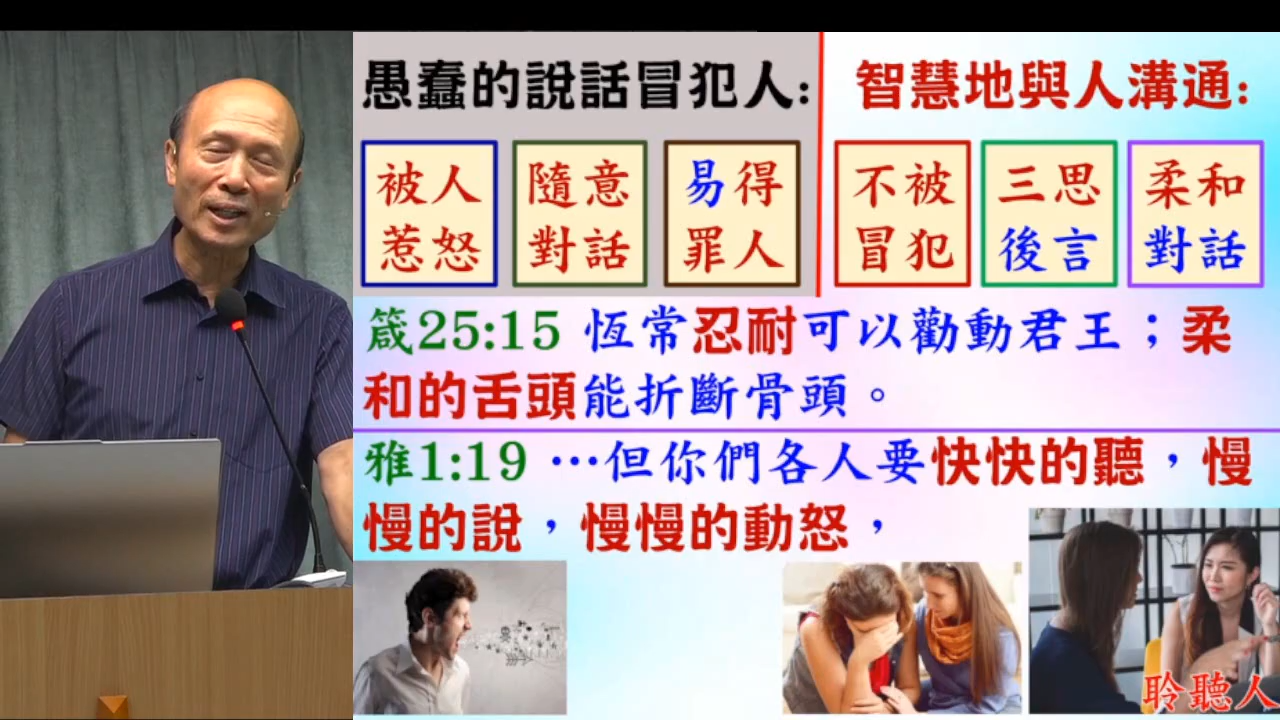 愚蠢的說話冒犯人:
智慧地與人溝通:
被人
惹怒
隨意
對話
易得
罪人
不被
冒犯
三思
後言
柔和
對話
箴25:15 恆常忍耐可以勸動君王；柔
和的舌頭能折斷骨頭。
雅1:19 …但你們各人要快快的聽，慢
慢的說，慢慢的動怒，
聆聽人